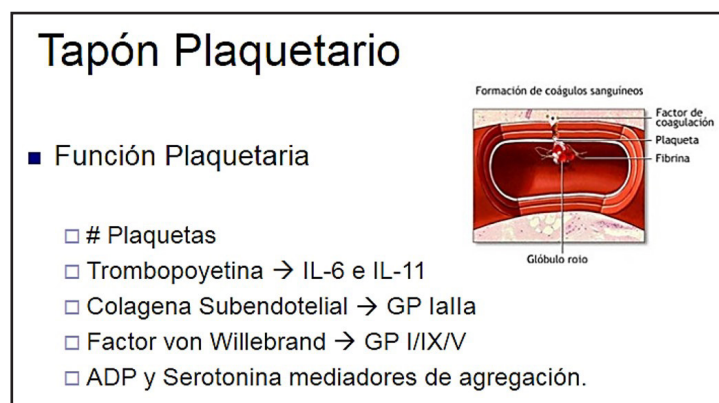 Tapón Plaquetario
Formación de coágulos sanguíneos
Factor de
coagulación
Plaqueta
Fibrina
Glóbulo rojo
Función Plaquetaria
# Plaquetas
Trombopoyetina → IL-6 e IL-11
Colagena Subendotelial → GP IaIIa
Factor von Willebrand → GP I/IX/V
ADP y Serotonina mediadores de agregación.